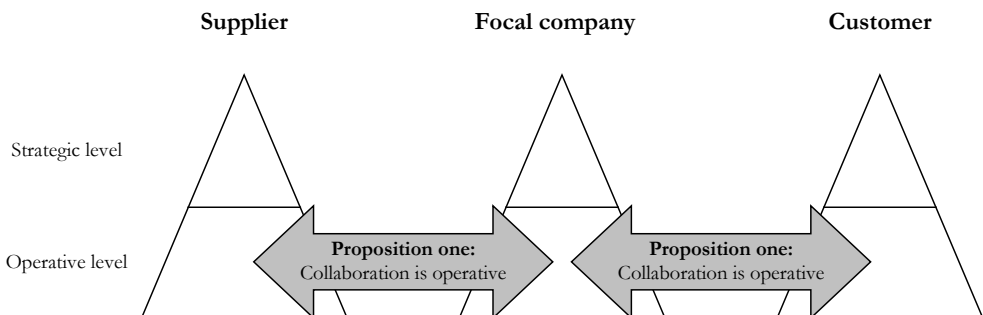 Supplier
Focal company
Customer
Strategic level
Operative level
Proposition one:
Collaboration is operative
Proposition one:
Collaboration is operative